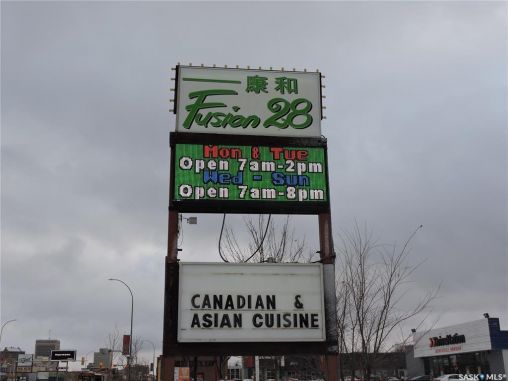 康和
Fusion 28
Mon & Tue
Open 7am-2pm
Wed - Sun
Open 7am-8pm
CANADIAN &
ASIAN CUISINE
SASK MLS®